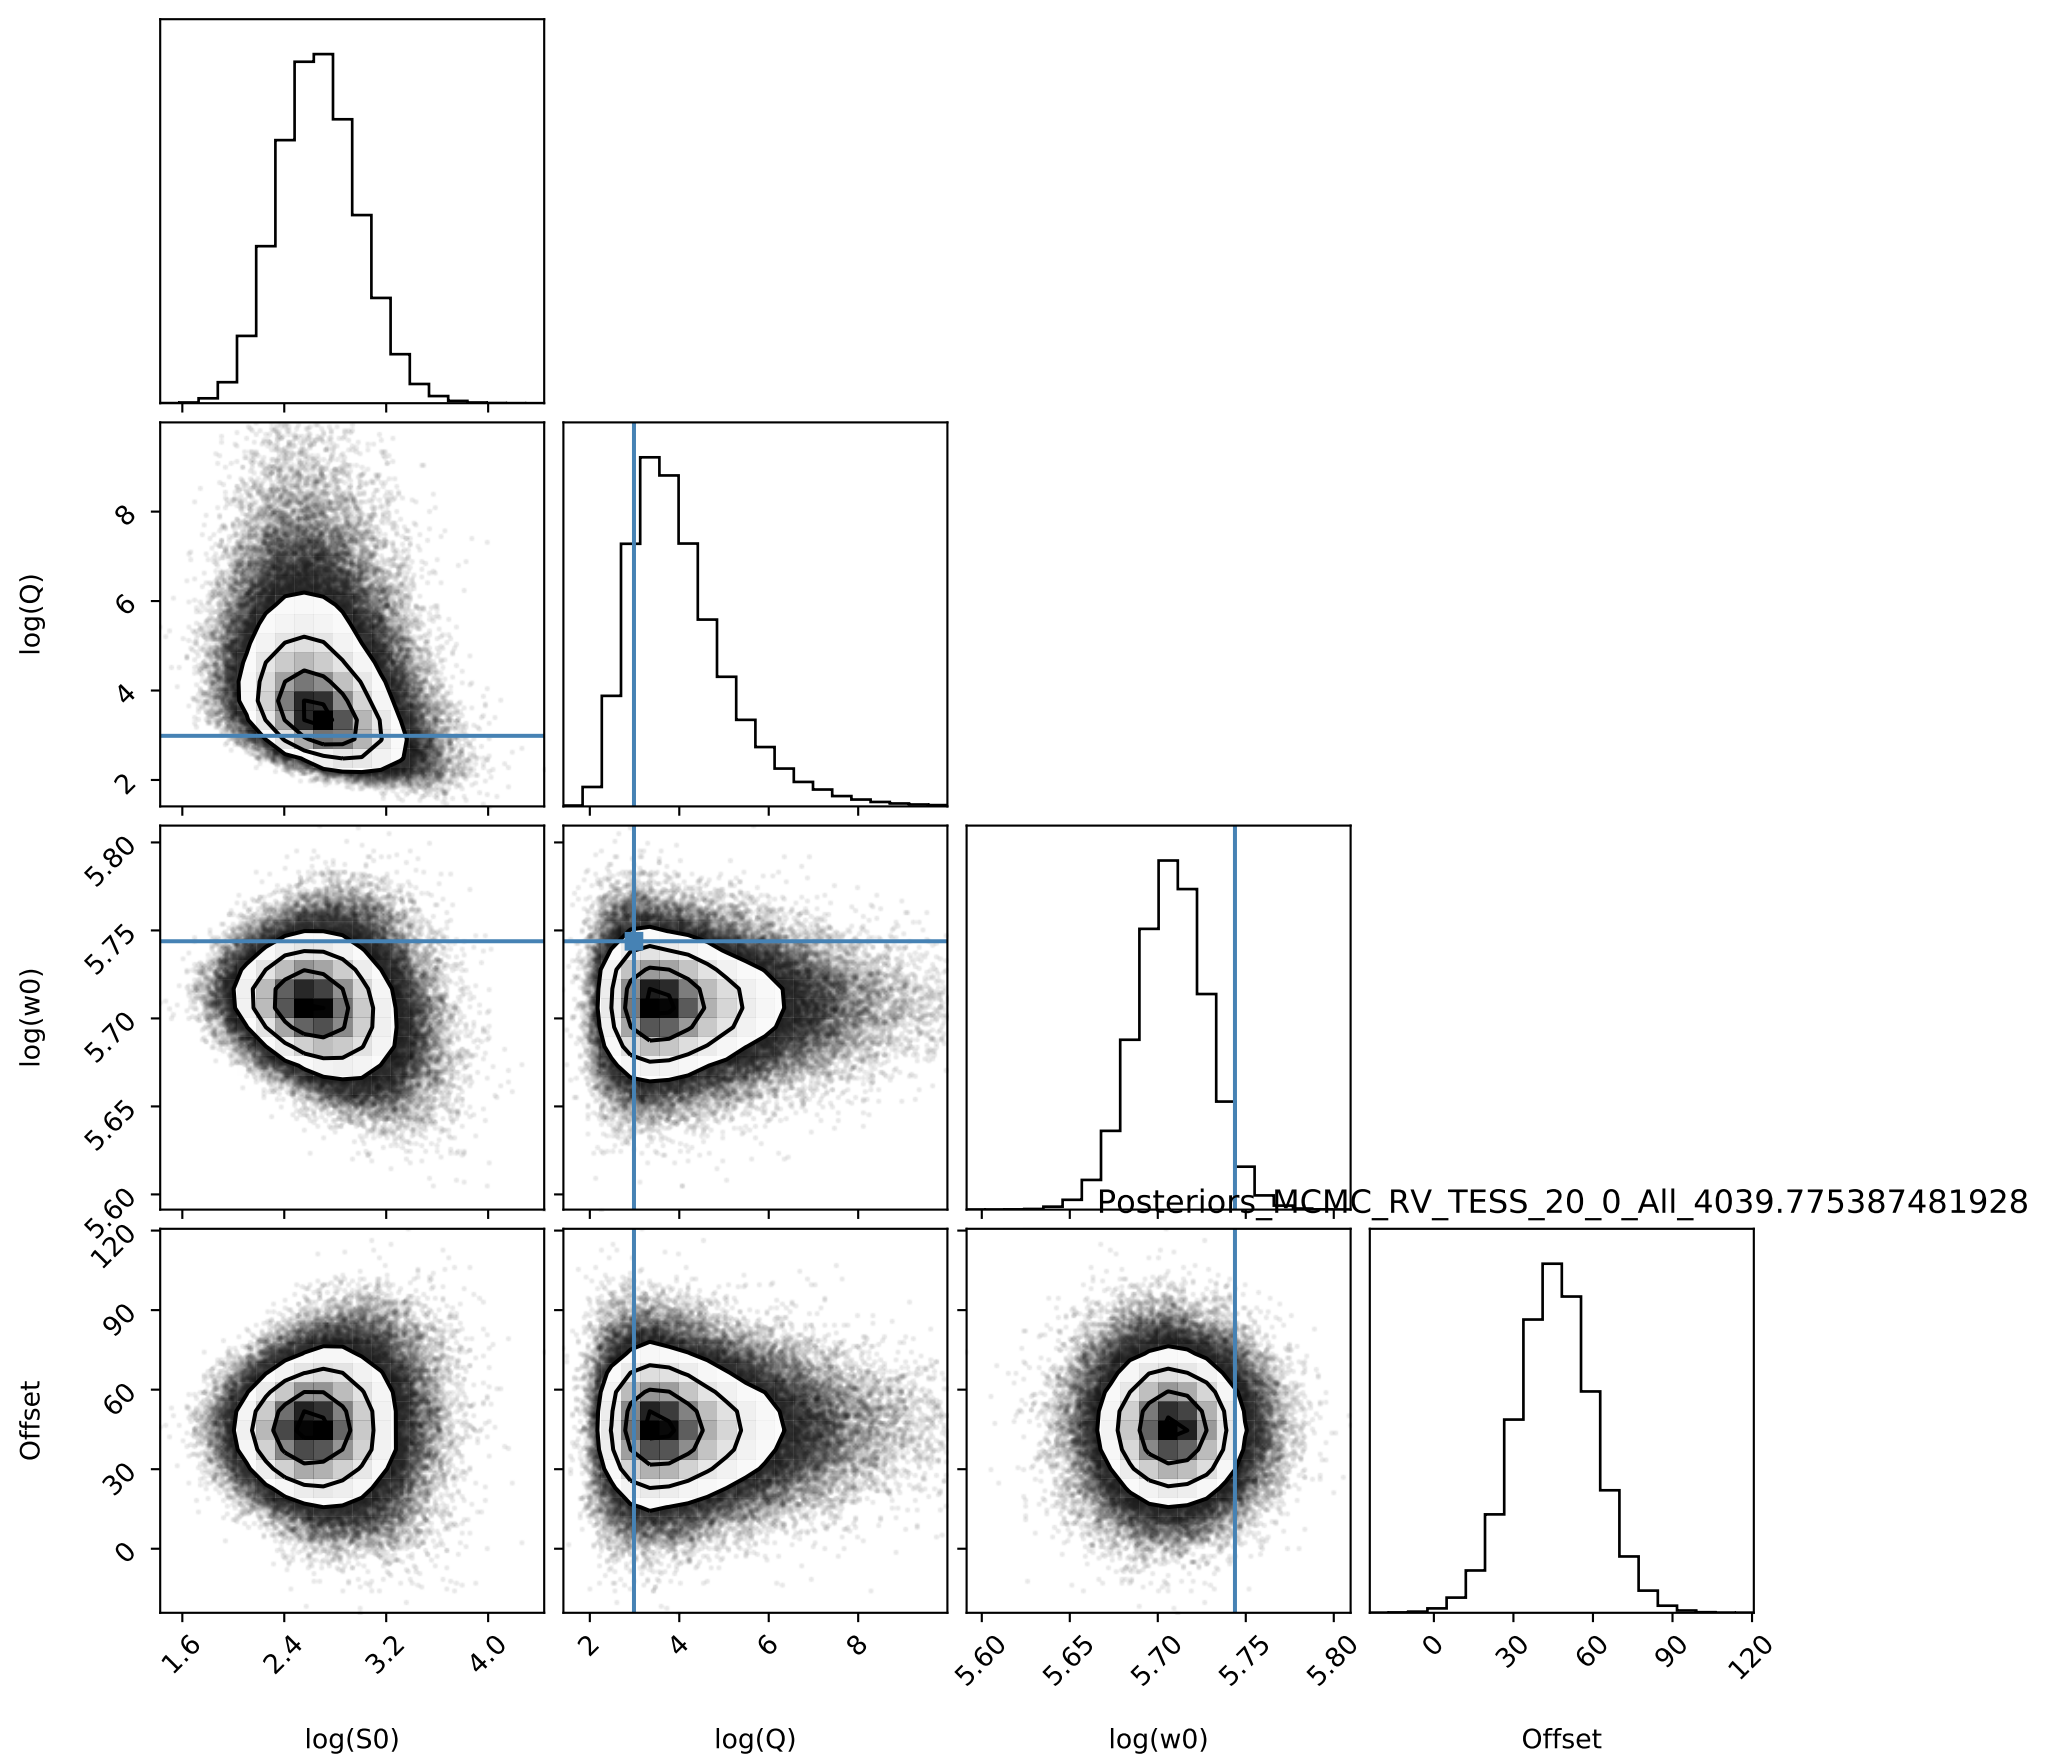 log(Q)
8
6
4
2
log(w0)
5.80
5.75
5.70
5.65
5.60
Posteriors_MCMC_RV_TESS_20_0_All_4039.775387481928
Offset
120
90
60
30
0
1.6 2.4 3.2 4.0
2 4 6 8
5.60 5.65 5.70 5.75 5.80
0 30 60 90 120
log(S0) log(Q) log(w0) Offset